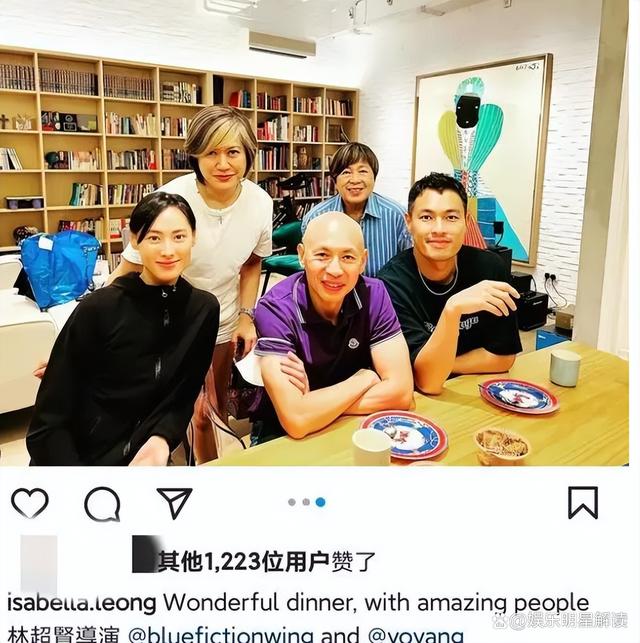 其他1,223位用户赞了
isabella.leong Wonderful dinner, with amazing people
林超賢導演 @bluefictionwing and @yoyang
@娱乐明星解读